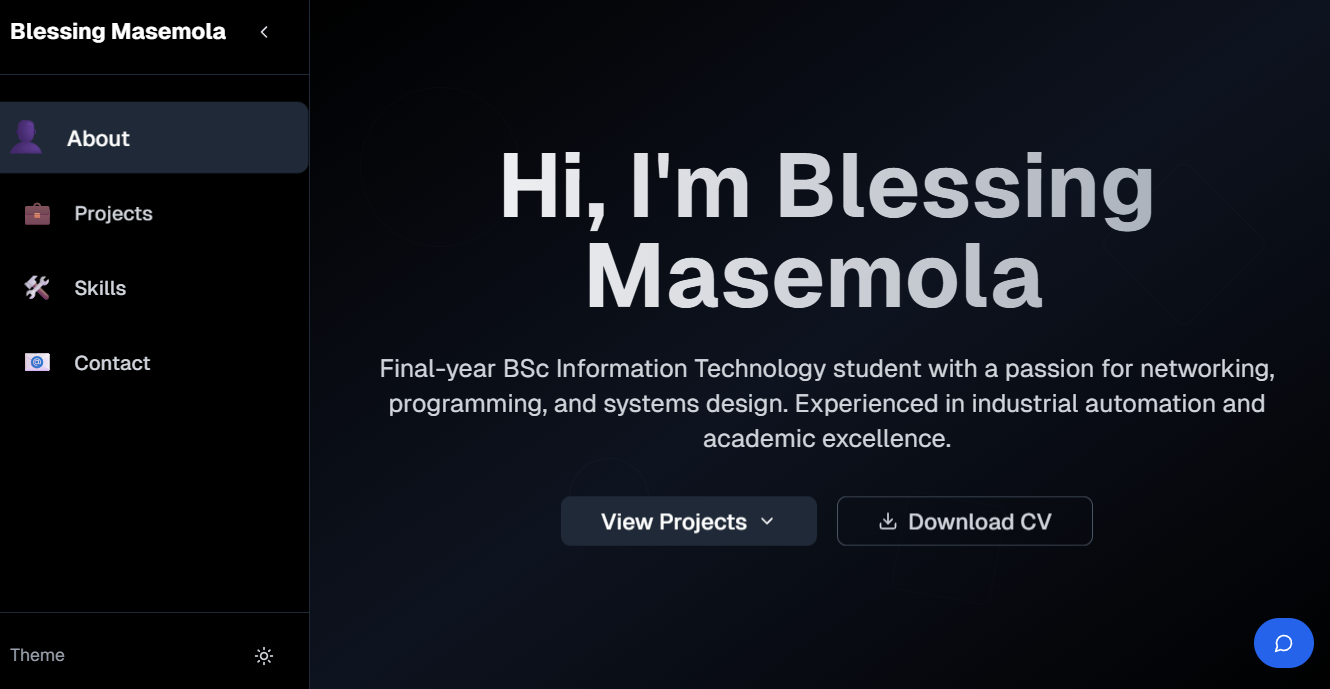 Blessing Masemola
About
Projects
Skills
Contact
Theme
Hi, I'm Blessing
Masemola
Final-year BSc Information Technology student with a passion for networking,
programming, and systems design. Experienced in industrial automation and
academic excellence.
View Projects
Download CV